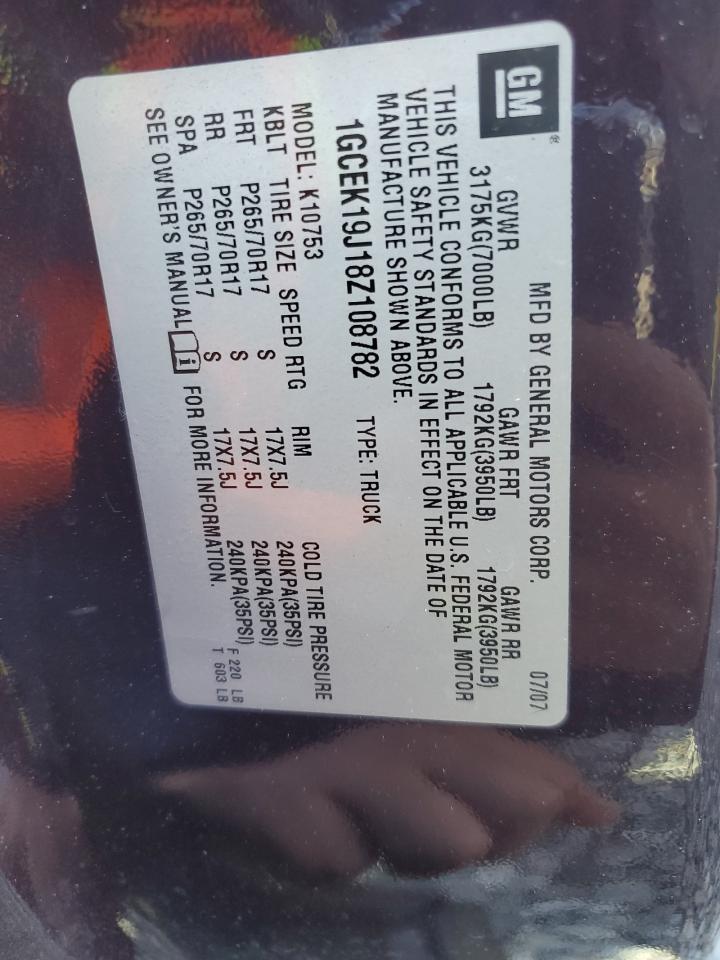 GM ®
MFD BY GENERAL MOTORS CORP. 07/07
GVWR GAWR FRT GAWR RR
3175KG(7000LB) 1792KG(3950LB) 1792KG(3950LB)
THIS VEHICLE CONFORMS TO ALL APPLICABLE U.S. FEDERAL MOTOR
VEHICLE SAFETY STANDARDS IN EFFECT ON THE DATE OF
MANUFACTURE SHOWN ABOVE.
1GCEK19J18Z108782 TYPE: TRUCK
MODEL: K10753
KBLT TIRE SIZE SPEED RTG RIM COLD TIRE PRESSURE
FRT P265/70R17 S 17X7.5J 240KPA(35PSI)
RR P265/70R17 S 17X7.5J 240KPA(35PSI)
SPA P265/70R17 S 17X7.5J 240KPA(35PSI)
SEE OWNER'S MANUAL i FOR MORE INFORMATION.
F 220 LB
T 603 LB